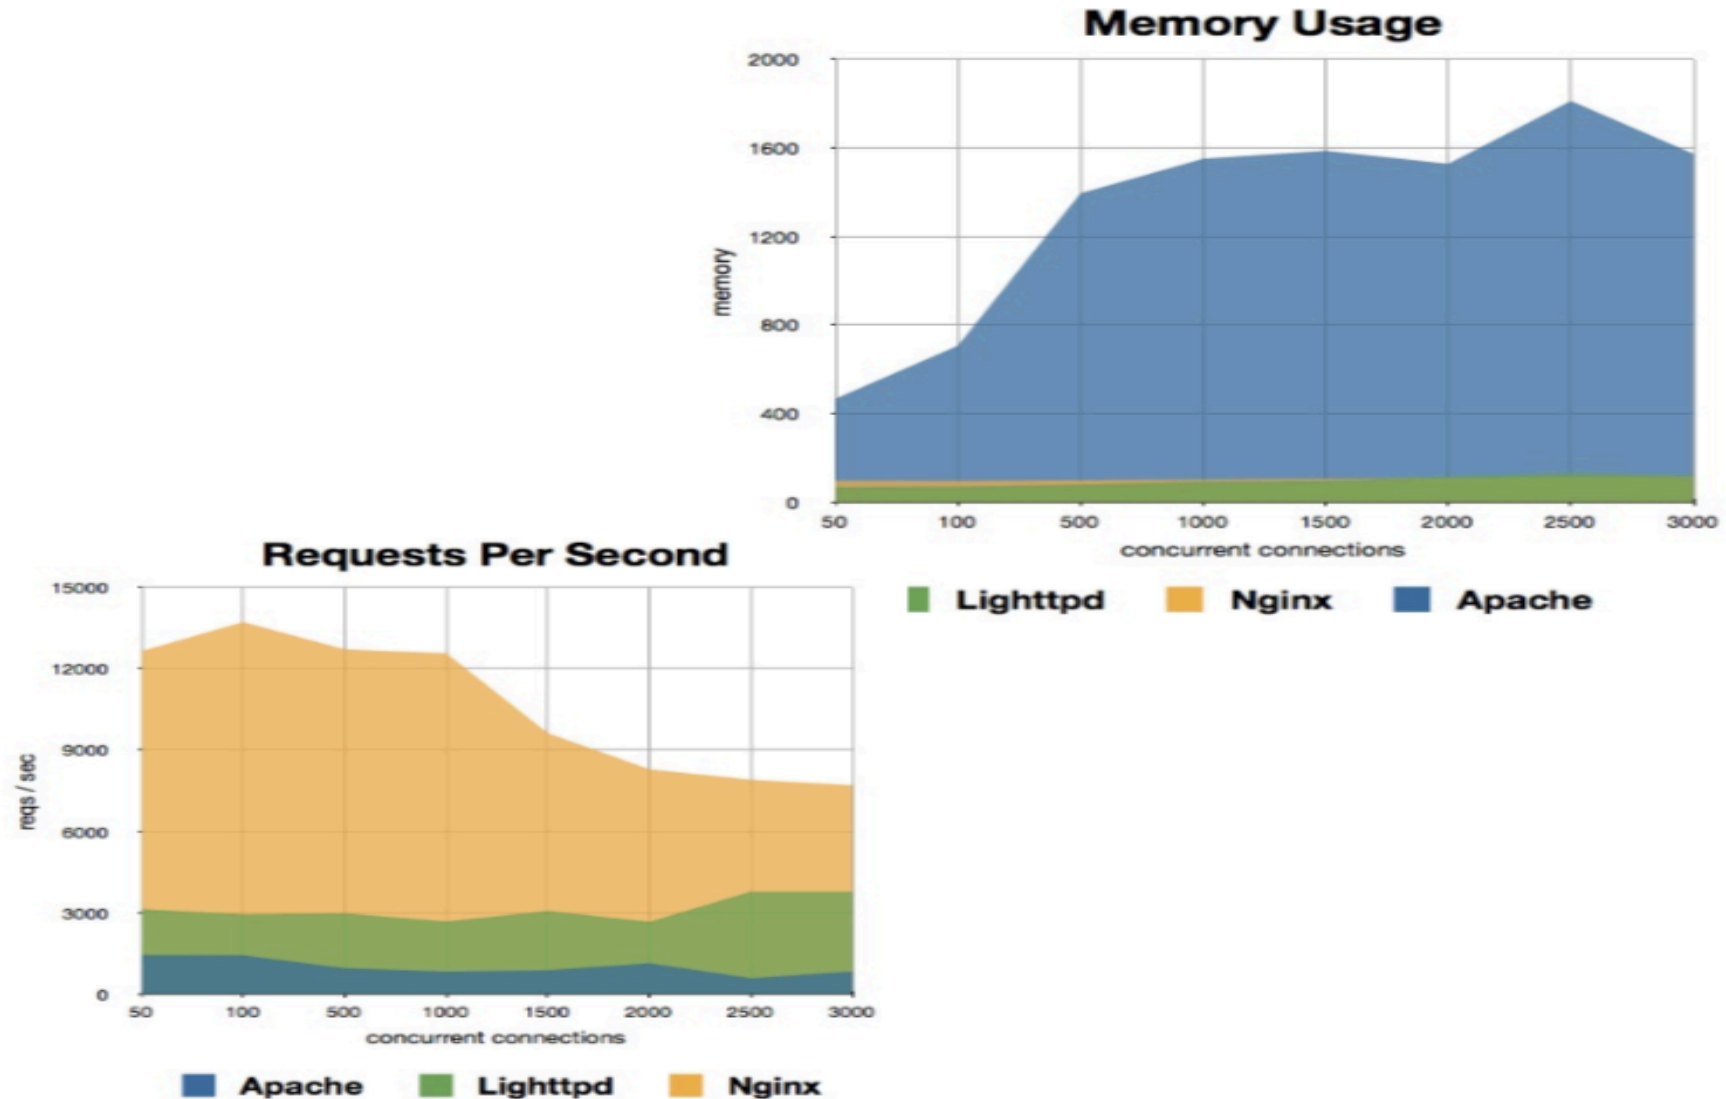 Memory Usage
2000
1600
1200
800
400
0
memory
50 100 500 1000 1500 2000 2500 3000
concurrent connections
Lighttpd Nginx Apache
Requests Per Second
15000
12000
9000
6000
3000
0
reqs / sec
50 100 500 1000 1500 2000 2500 3000
concurrent connections
Apache Lighttpd Nginx